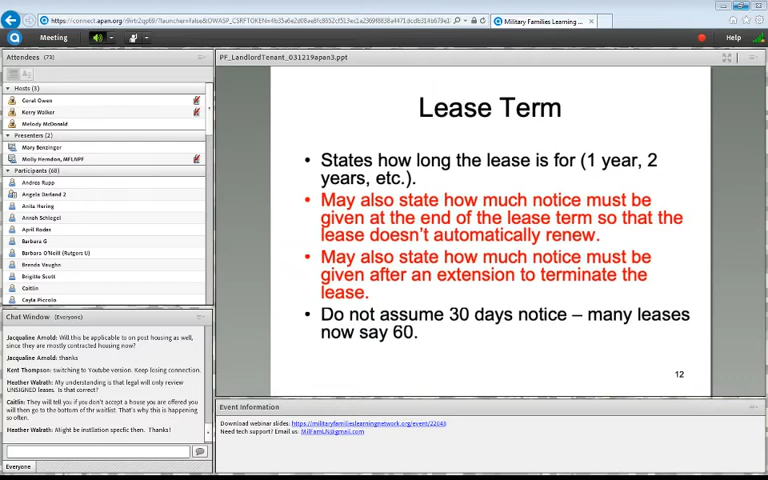 Military Families Learning ...
Meeting
Help
Attendees (73)
Hosts (3)
Coral Owen
Kerry Walker
Melody McDonald
Presenters (2)
Mary Benzinger
Molly Herndon, MFLNPF
Participants (68)
Andrea Rupp
Angela Darland 2
Anita Hering
Annah Schlegel
April Rodas
Barbara G
Barbara O'Neill (Rutgers U)
Brenda Vaughn
Brigitte Scott
Caitlin
Cayla Piccolo
Chat Window (Everyone)
Jacqueline Arnold: Will this be applicable to on post housing as well,
since they are mostly contracted housing now?
Jacqueline Arnold: thanks
Kent Thompson: switching to Youtube version. Keep losing connection.
Heather Walrath: My understanding is that legal will only review
UNSIGNED leases. Is that correct?
Caitlin: They will tell you if you don't accept a house you are offered you
will then go to the bottom of thr waitlist. That's why this is happening
so often.
Heather Walrath: Might be instlation specfic then. Thanks!
Everyone
PF_LandlordTenant_031219apan3.ppt
Lease Term
• States how long the lease is for (1 year, 2
years, etc.).
• May also state how much notice must be
given at the end of the lease term so that the
lease doesn't automatically renew.
• May also state how much notice must be
given after an extension to terminate the
lease.
• Do not assume 30 days notice – many leases
now say 60.
12
Event Information
Download webinar slides: https://militaryfamilieslearningnetwork.org/event/22043
Need tech support? Email us: MilFamLN@gmail.com